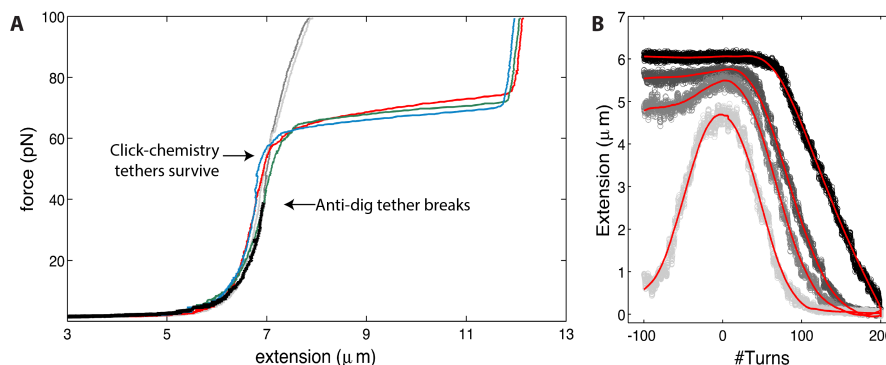 A
100
80
60
40
20
force (pN)
Click-chemistry
tethers survive
Anti-dig tether breaks
3
5
7
9
11
13
extension (μ m)
B
7
6
5
4
3
2
1
0
Extension (μ m)
-100
0
100
200
#Turns